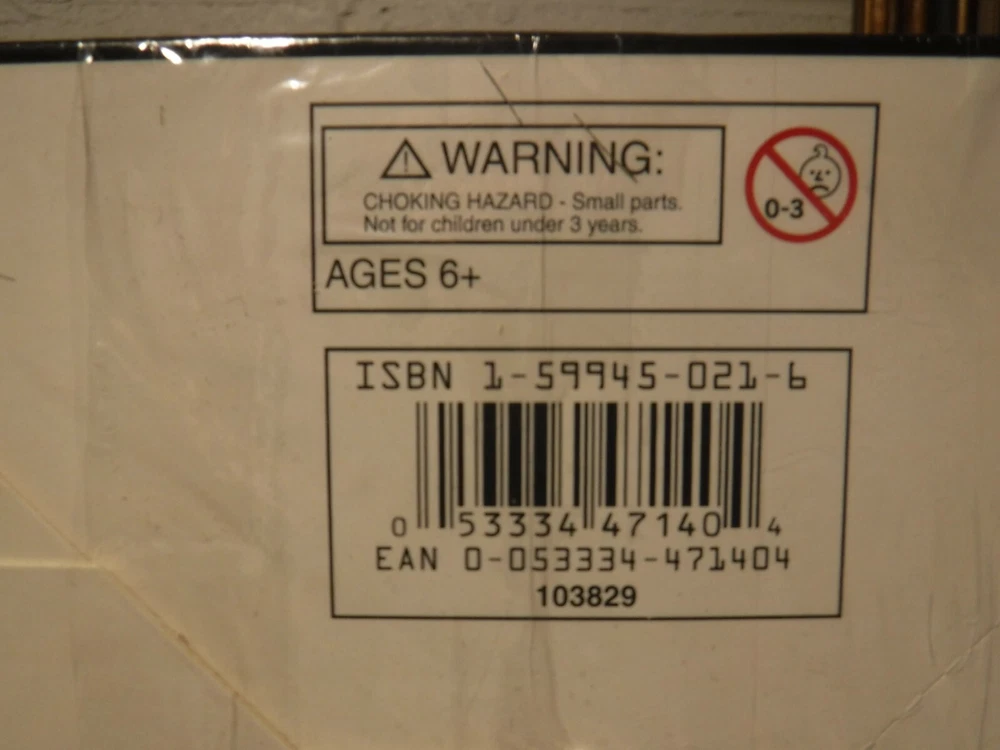 WARNING:
CHOKING HAZARD - Small parts.
Not for children under 3 years.
0-3
AGES 6+
ISBN 1-59945-021-6
0 53334 47140 4
EAN 0-053334-471404
103829